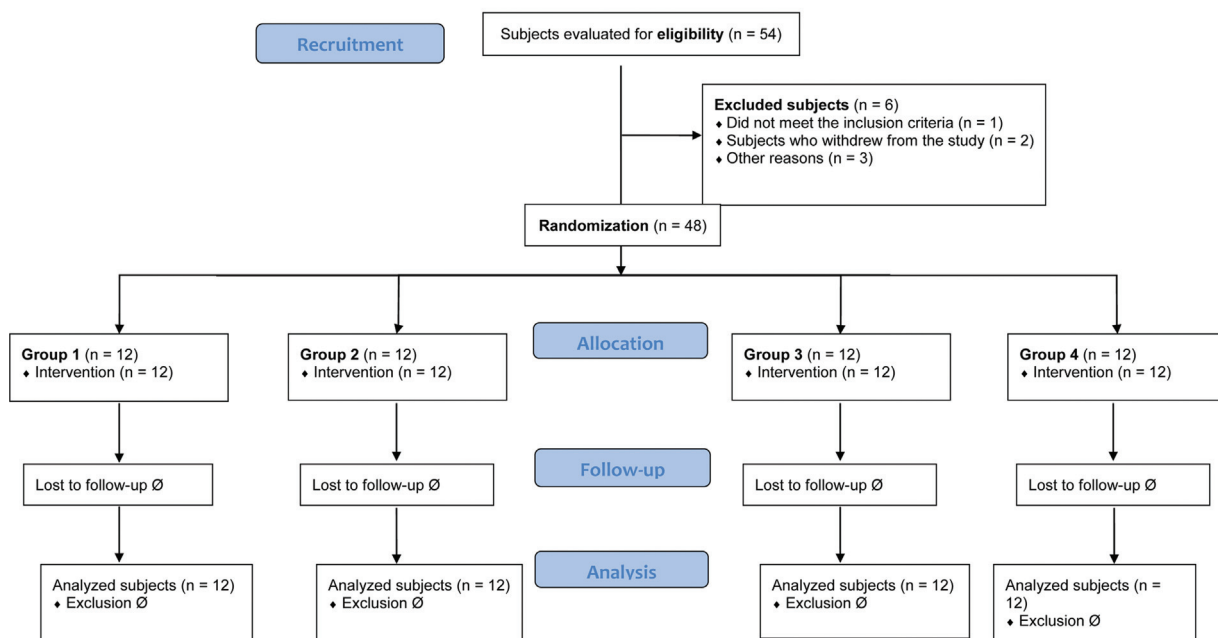 Recruitment
Subjects evaluated for eligibility (n = 54)
Excluded subjects (n = 6)
♦ Did not meet the inclusion criteria (n = 1)
♦ Subjects who withdrew from the study (n = 2)
♦ Other reasons (n = 3)
Randomization (n = 48)
Allocation
Group 1 (n = 12)
♦ Intervention (n = 12)
Group 2 (n = 12)
♦ Intervention (n = 12)
Group 3 (n = 12)
♦ Intervention (n = 12)
Group 4 (n = 12)
♦ Intervention (n = 12)
Follow-up
Lost to follow-up Ø
Lost to follow-up Ø
Lost to follow-up Ø
Lost to follow-up Ø
Analysis
Analyzed subjects (n = 12)
♦ Exclusion Ø
Analyzed subjects (n = 12)
♦ Exclusion Ø
Analyzed subjects (n = 12)
♦ Exclusion Ø
Analyzed subjects (n =
12)
♦ Exclusion Ø